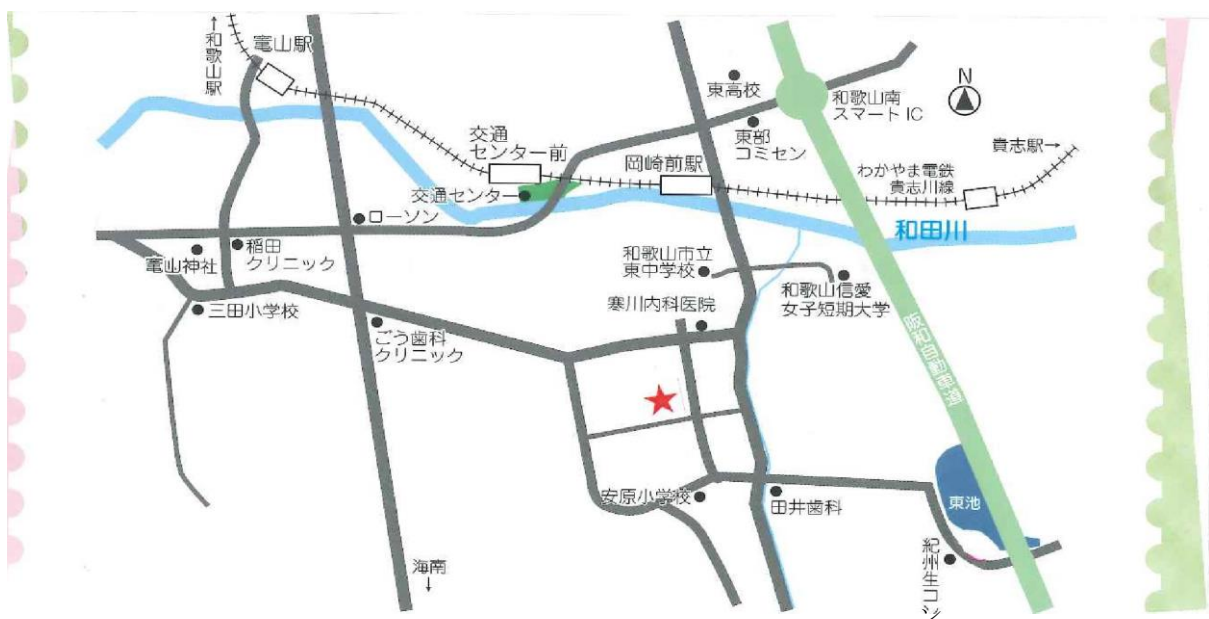 ←和歌山駅
竃山駅
N
東高校
和歌山南
スマートIC
東部
コミセン
交通
センター前
岡崎前駅
貴志駅→
わかやま電鉄
貴志川線
交通センター
ローソン
和田川
稲田
クリニック
竃山神社
和歌山市立
東中学校
和歌山信愛
女子短期大学
三田小学校
寒川内科医院
ごう歯科
クリニック
阪和自動車道
安原小学校
田井歯科
東池
紀州生コン
海南
↓